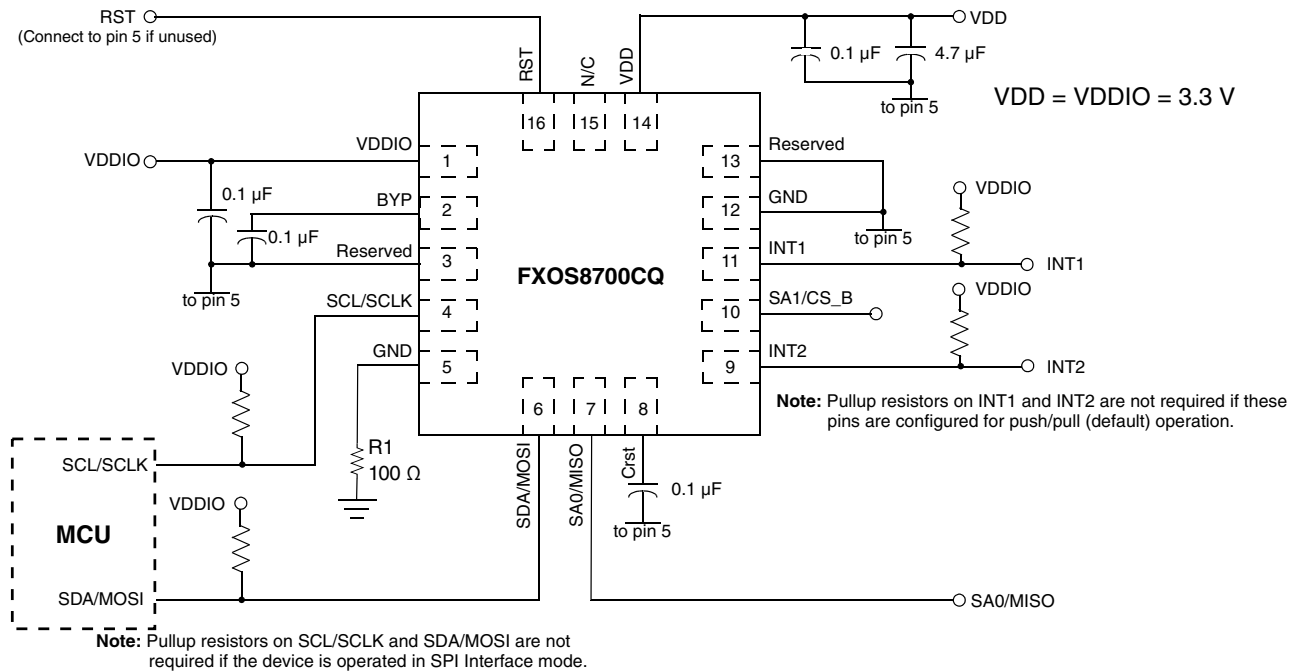 RST
(Connect to pin 5 if unused)
VDD
0.1 µF
4.7 µF
to pin 5
VDD = VDDIO = 3.3 V
RST
N/C
VDD
16
15
14
VDDIO
VDDIO
1
0.1 µF
BYP
2
0.1 µF
Reserved
3
to pin 5
SCL/SCLK
4
GND
5
FXOS8700CQ
Reserved
13
GND
12
to pin 5
INT1
11
VDDIO
INT1
SA1/CS_B
10
VDDIO
INT2
9
INT2
6
7
8
Note: Pullup resistors on INT1 and INT2 are not required if these
pins are configured for push/pull (default) operation.
VDDIO
SCL/SCLK
R1
100 Ω
SDA/MOSI
SA0/MISO
Crst
0.1 µF
to pin 5
VDDIO
MCU
SDA/MOSI
SA0/MISO
Note: Pullup resistors on SCL/SCLK and SDA/MOSI are not
required if the device is operated in SPI Interface mode.